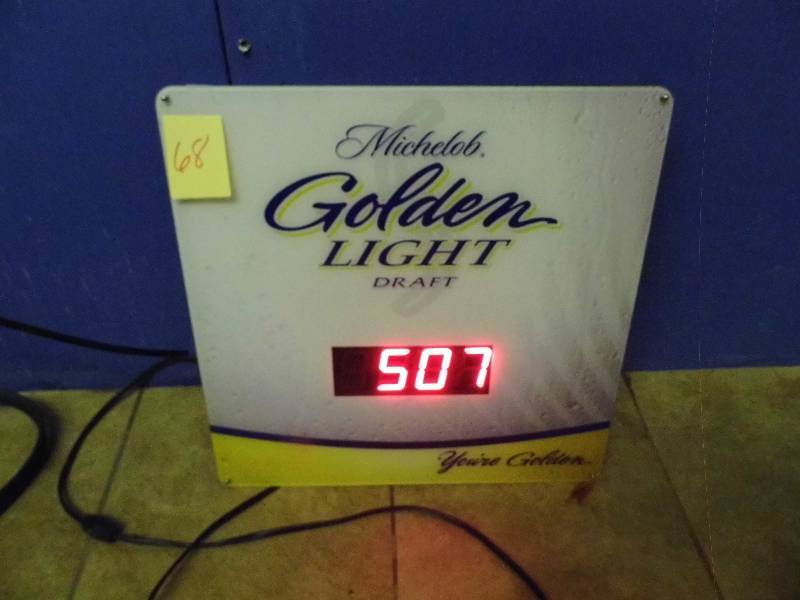 68
Michelob.
Golden
LIGHT
DRAFT
507
You're Golden.